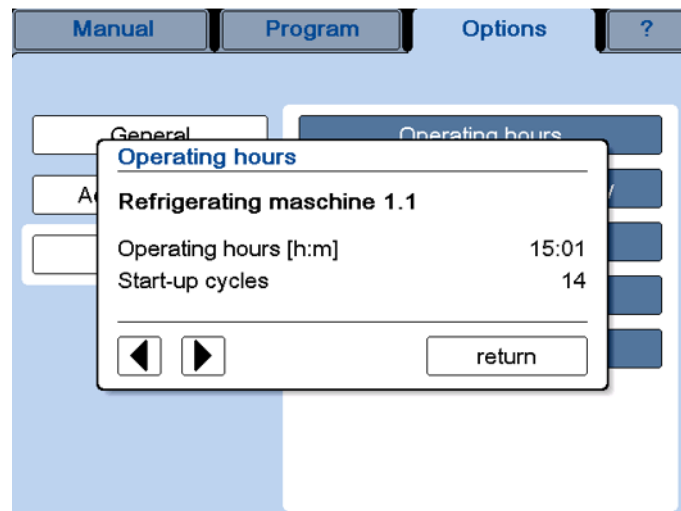 Manual Program Options ?
General
Operating hours
Operating hours
Refrigerating maschine 1.1
Operating hours [h:m] 15:01
Start-up cycles 14
return